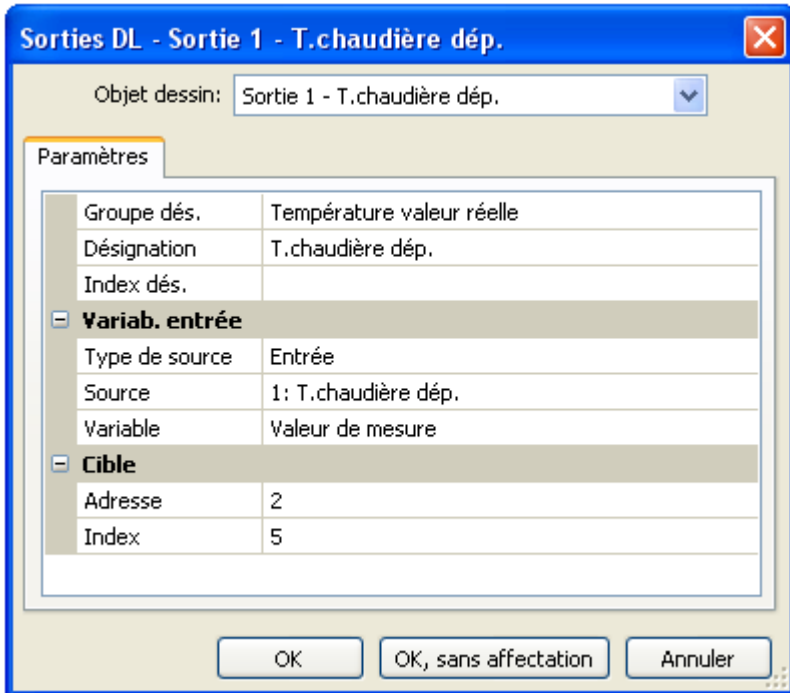 Sorties DL - Sortie 1 - T.chaudière dép.
Objet dessin: Sortie 1 - T.chaudière dép.
Paramètres
Groupe dés. Température valeur réelle
Désignation T.chaudière dép.
Index dés.
Variab. entrée
Type de source Entrée
Source 1: T.chaudière dép.
Variable Valeur de mesure
Cible
Adresse 2
Index 5
OK OK, sans affectation Annuler